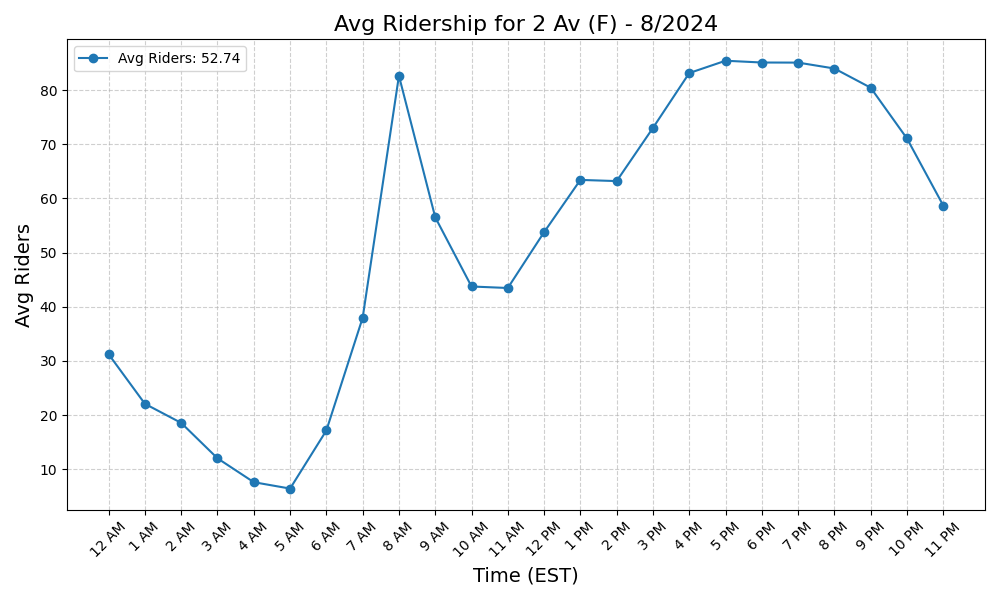 Avg Ridership for 2 Av (F) - 8/2024
Avg Riders: 52.74
Avg Riders
80
70
60
50
40
30
20
10
12 AM
1 AM
2 AM
3 AM
4 AM
5 AM
6 AM
7 AM
8 AM
9 AM
10 AM
11 AM
12 PM
1 PM
2 PM
3 PM
4 PM
5 PM
6 PM
7 PM
8 PM
9 PM
10 PM
11 PM
Time (EST)